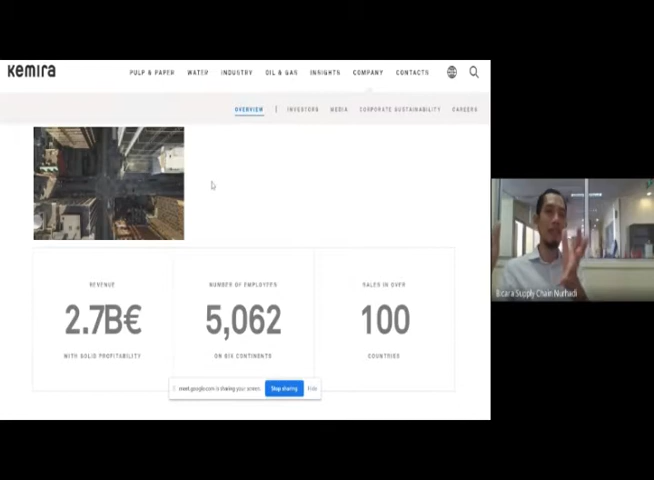 kemira
PULP & PAPER WATER INDUSTRY OIL & GAS INSIGHTS COMPANY CONTACTS
OVERVIEW | INVESTORS MEDIA CORPORATE SUSTAINABILITY CAREERS
REVENUE
2.7B€
WITH SOLID PROFITABILITY
NUMBER OF EMPLOYEES
5,062
ON SIX CONTINENTS
SALES IN OVER
100
COUNTRIES
meet.google.com is sharing your screen. Stop sharing Hide
Bicara Supply Chain Nurhadi